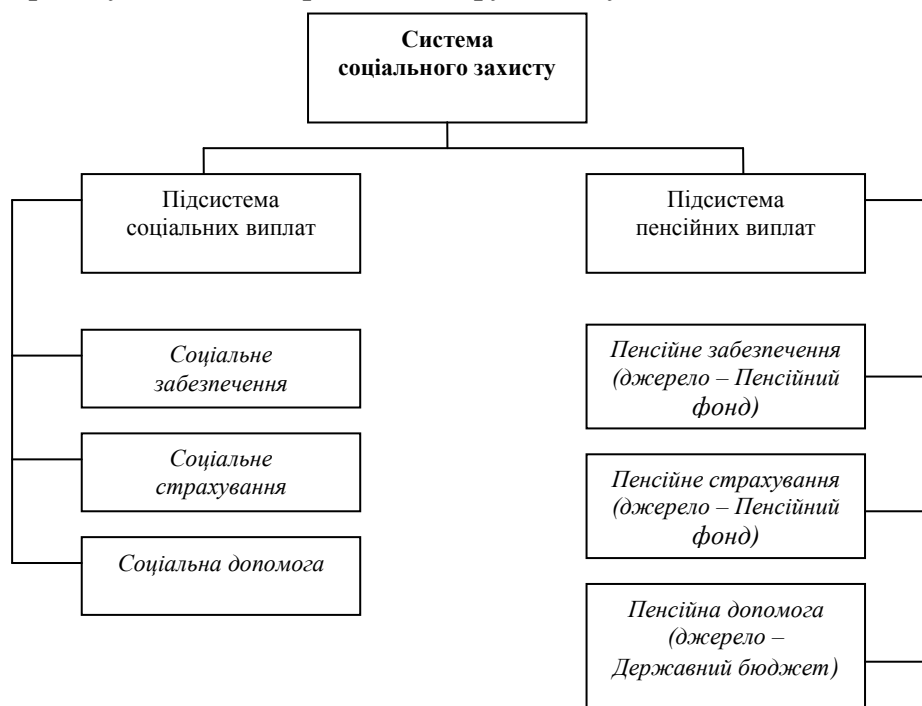 Система
соціального захисту
Підсистема
соціальних виплат
Підсистема
пенсійних виплат
Соціальне
забезпечення
Соціальне
страхування
Соціальна допомога
Пенсійне забезпечення
(джерело – Пенсійний
фонд)
Пенсійне страхування
(джерело – Пенсійний
фонд)
Пенсійна допомога
(джерело –
Державний бюджет)